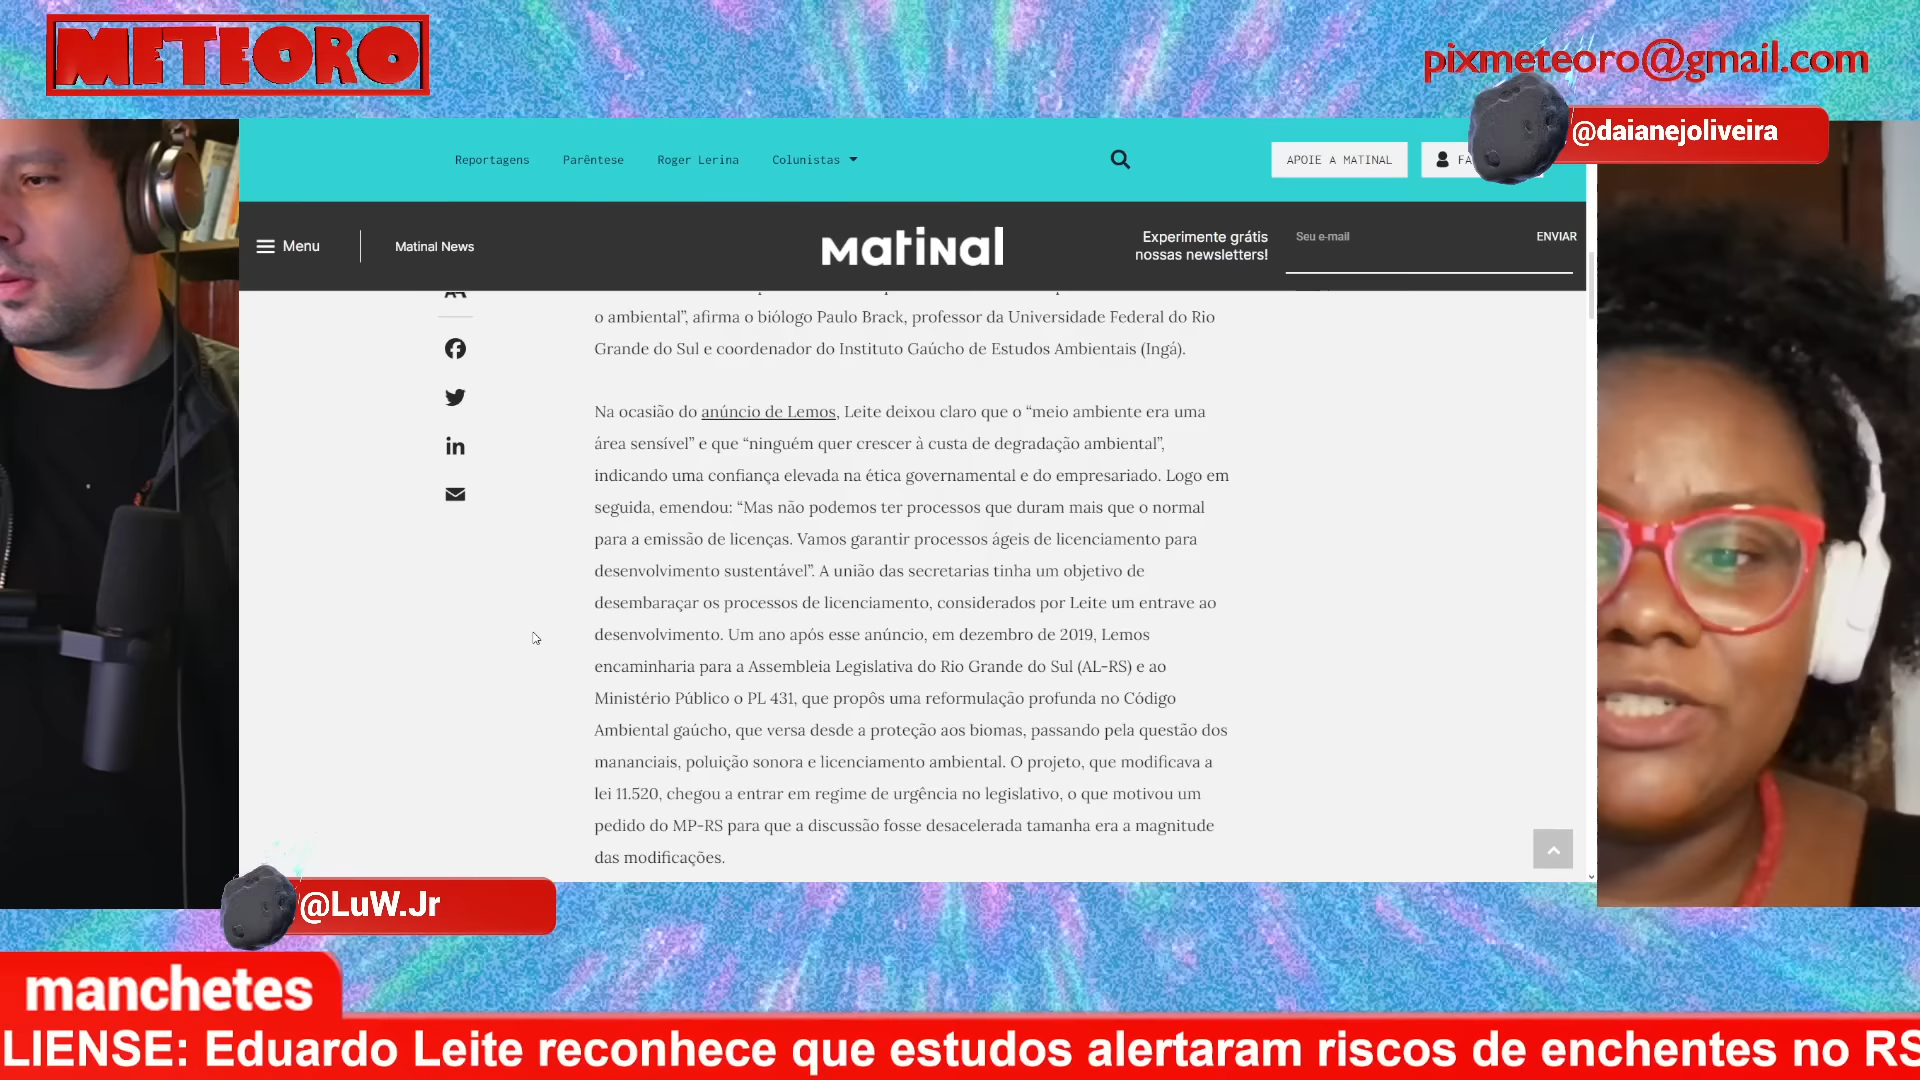 METEORO
pixmeteoro@gmail.com
@daianejoliveira
Reportagens
Parêntese
Roger Lerina
Colunistas
APOIE A MATINAL
FA
Menu
Matinal News
Matinal
Experimente grátis
nossas newsletters!
Seu e-mail
ENVIAR
o ambiental”, afirma o biólogo Paulo Brack, professor da Universidade Federal do Rio
Grande do Sul e coordenador do Instituto Gaúcho de Estudos Ambientais (Ingá).
Na ocasião do anúncio de Lemos, Leite deixou claro que o “meio ambiente era uma
área sensível” e que “ninguém quer crescer à custa de degradação ambiental”,
indicando uma confiança elevada na ética governamental e do empresariado. Logo em
seguida, emendou: “Mas não podemos ter processos que duram mais que o normal
para a emissão de licenças. Vamos garantir processos ágeis de licenciamento para
desenvolvimento sustentável”. A união das secretarias tinha um objetivo de
desembaraçar os processos de licenciamento, considerados por Leite um entrave ao
desenvolvimento. Um ano após esse anúncio, em dezembro de 2019, Lemos
encaminharia para a Assembleia Legislativa do Rio Grande do Sul (AL-RS) e ao
Ministério Público o PL 431, que propôs uma reformulação profunda no Código
Ambiental gaúcho, que versa desde a proteção aos biomas, passando pela questão dos
mananciais, poluição sonora e licenciamento ambiental. O projeto, que modificava a
lei 11.520, chegou a entrar em regime de urgência no legislativo, o que motivou um
pedido do MP-RS para que a discussão fosse desacelerada tamanha era a magnitude
das modificações.
@LuW.Jr
manchetes
LIENSE: Eduardo Leite reconhece que estudos alertaram riscos de enchentes no RS